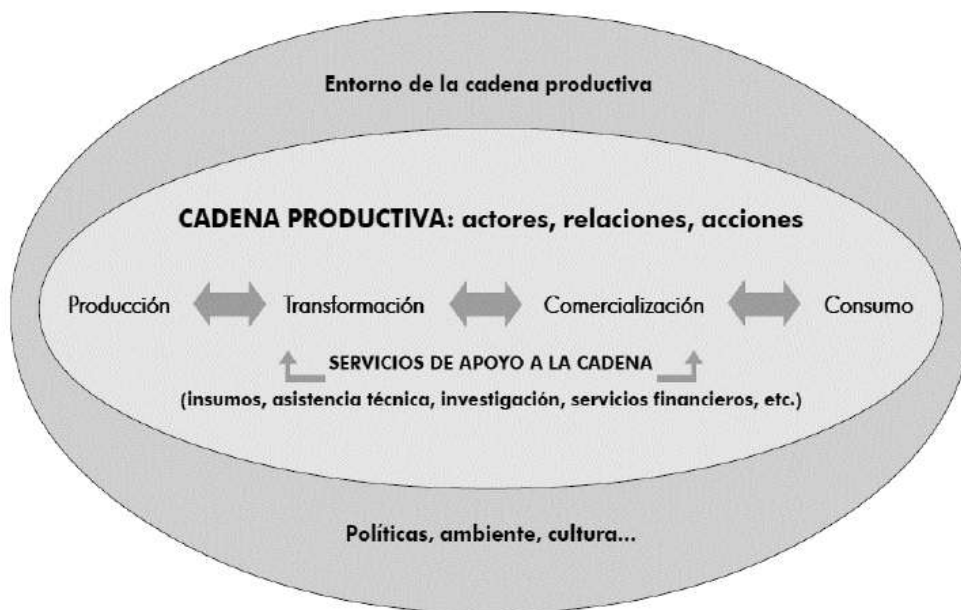 Entorno de la cadena productiva
CADENA PRODUCTIVA: actores, relaciones, acciones
Producción Transformación Comercialización Consumo
SERVICIOS DE APOYO A LA CADENA
(insumos, asistencia técnica, investigación, servicios financieros, etc.)
Políticas, ambiente, cultura...